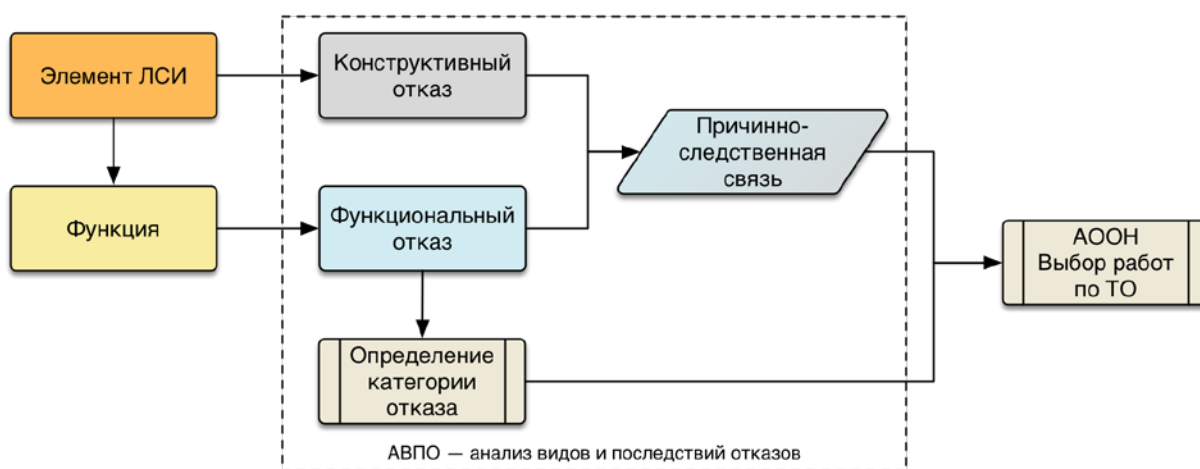 Элемент ЛСИ
Конструктивный
отказ
Причинно-
следственная
связь
Функция
Функциональный
отказ
АООН
Выбор работ
по ТО
Определение
категории
отказа
АВПО — анализ видов и последствий отказов